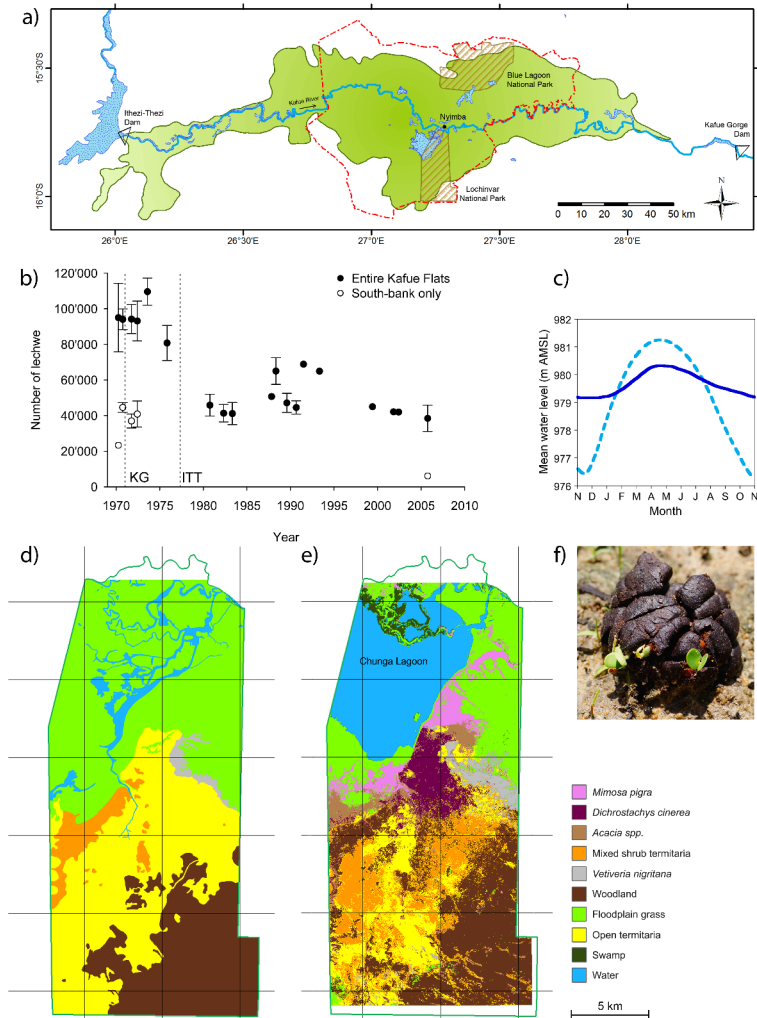 a)
15°30'S
16°0'S
Ithezi-Thezi
Dam
Kafue River
Blue Lagoon
National Park
Nyimba
Kafue Gorge
Dam
Lochinvar
National Park
N
0 10 20 30 40 50 km
26°0'E 26°30'E 27°0'E 27°30'E 28°0'E
b)
120'000
100'000
80'000
60'000
40'000
20'000
0
Number of lechwe
Entire Kafue Flats
South-bank only
KG
ITT
1970 1975 1980 1985 1990 1995 2000 2005 2010
Year
c)
982
981
980
979
978
977
976
Mean water level (m AMSL)
N D J F M A M J J A S O N
Month
d)
e)
Chunga Lagoon
f)
Mimosa pigra
Dichrostachys cinerea
Acacia spp.
Mixed shrub termitaria
Vetiveria nigritana
Woodland
Floodplain grass
Open termitaria
Swamp
Water
5 km